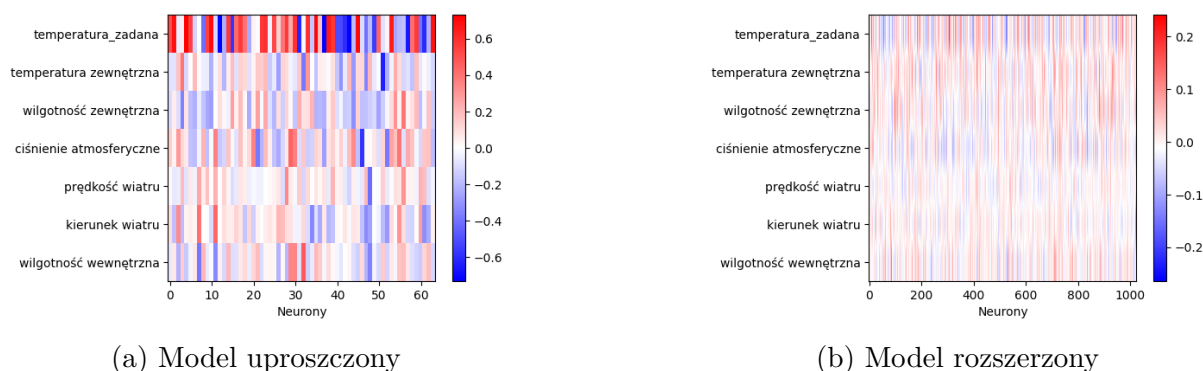 temperatura_zadana
temperatura zewnętrzna
wilgotność zewnętrzna
ciśnienie atmosferyczne
prędkość wiatru
kierunek wiatru
wilgotność wewnętrzna
0 10 20 30 40 50 60
Neurony
0.6
0.4
0.2
0.0
−0.2
−0.4
−0.6
(a) Model uproszczony
temperatura_zadana
temperatura zewnętrzna
wilgotność zewnętrzna
ciśnienie atmosferyczne
prędkość wiatru
kierunek wiatru
wilgotność wewnętrzna
0 200 400 600 800 1000
Neurony
0.2
0.1
0.0
−0.1
−0.2
(b) Model rozszerzony